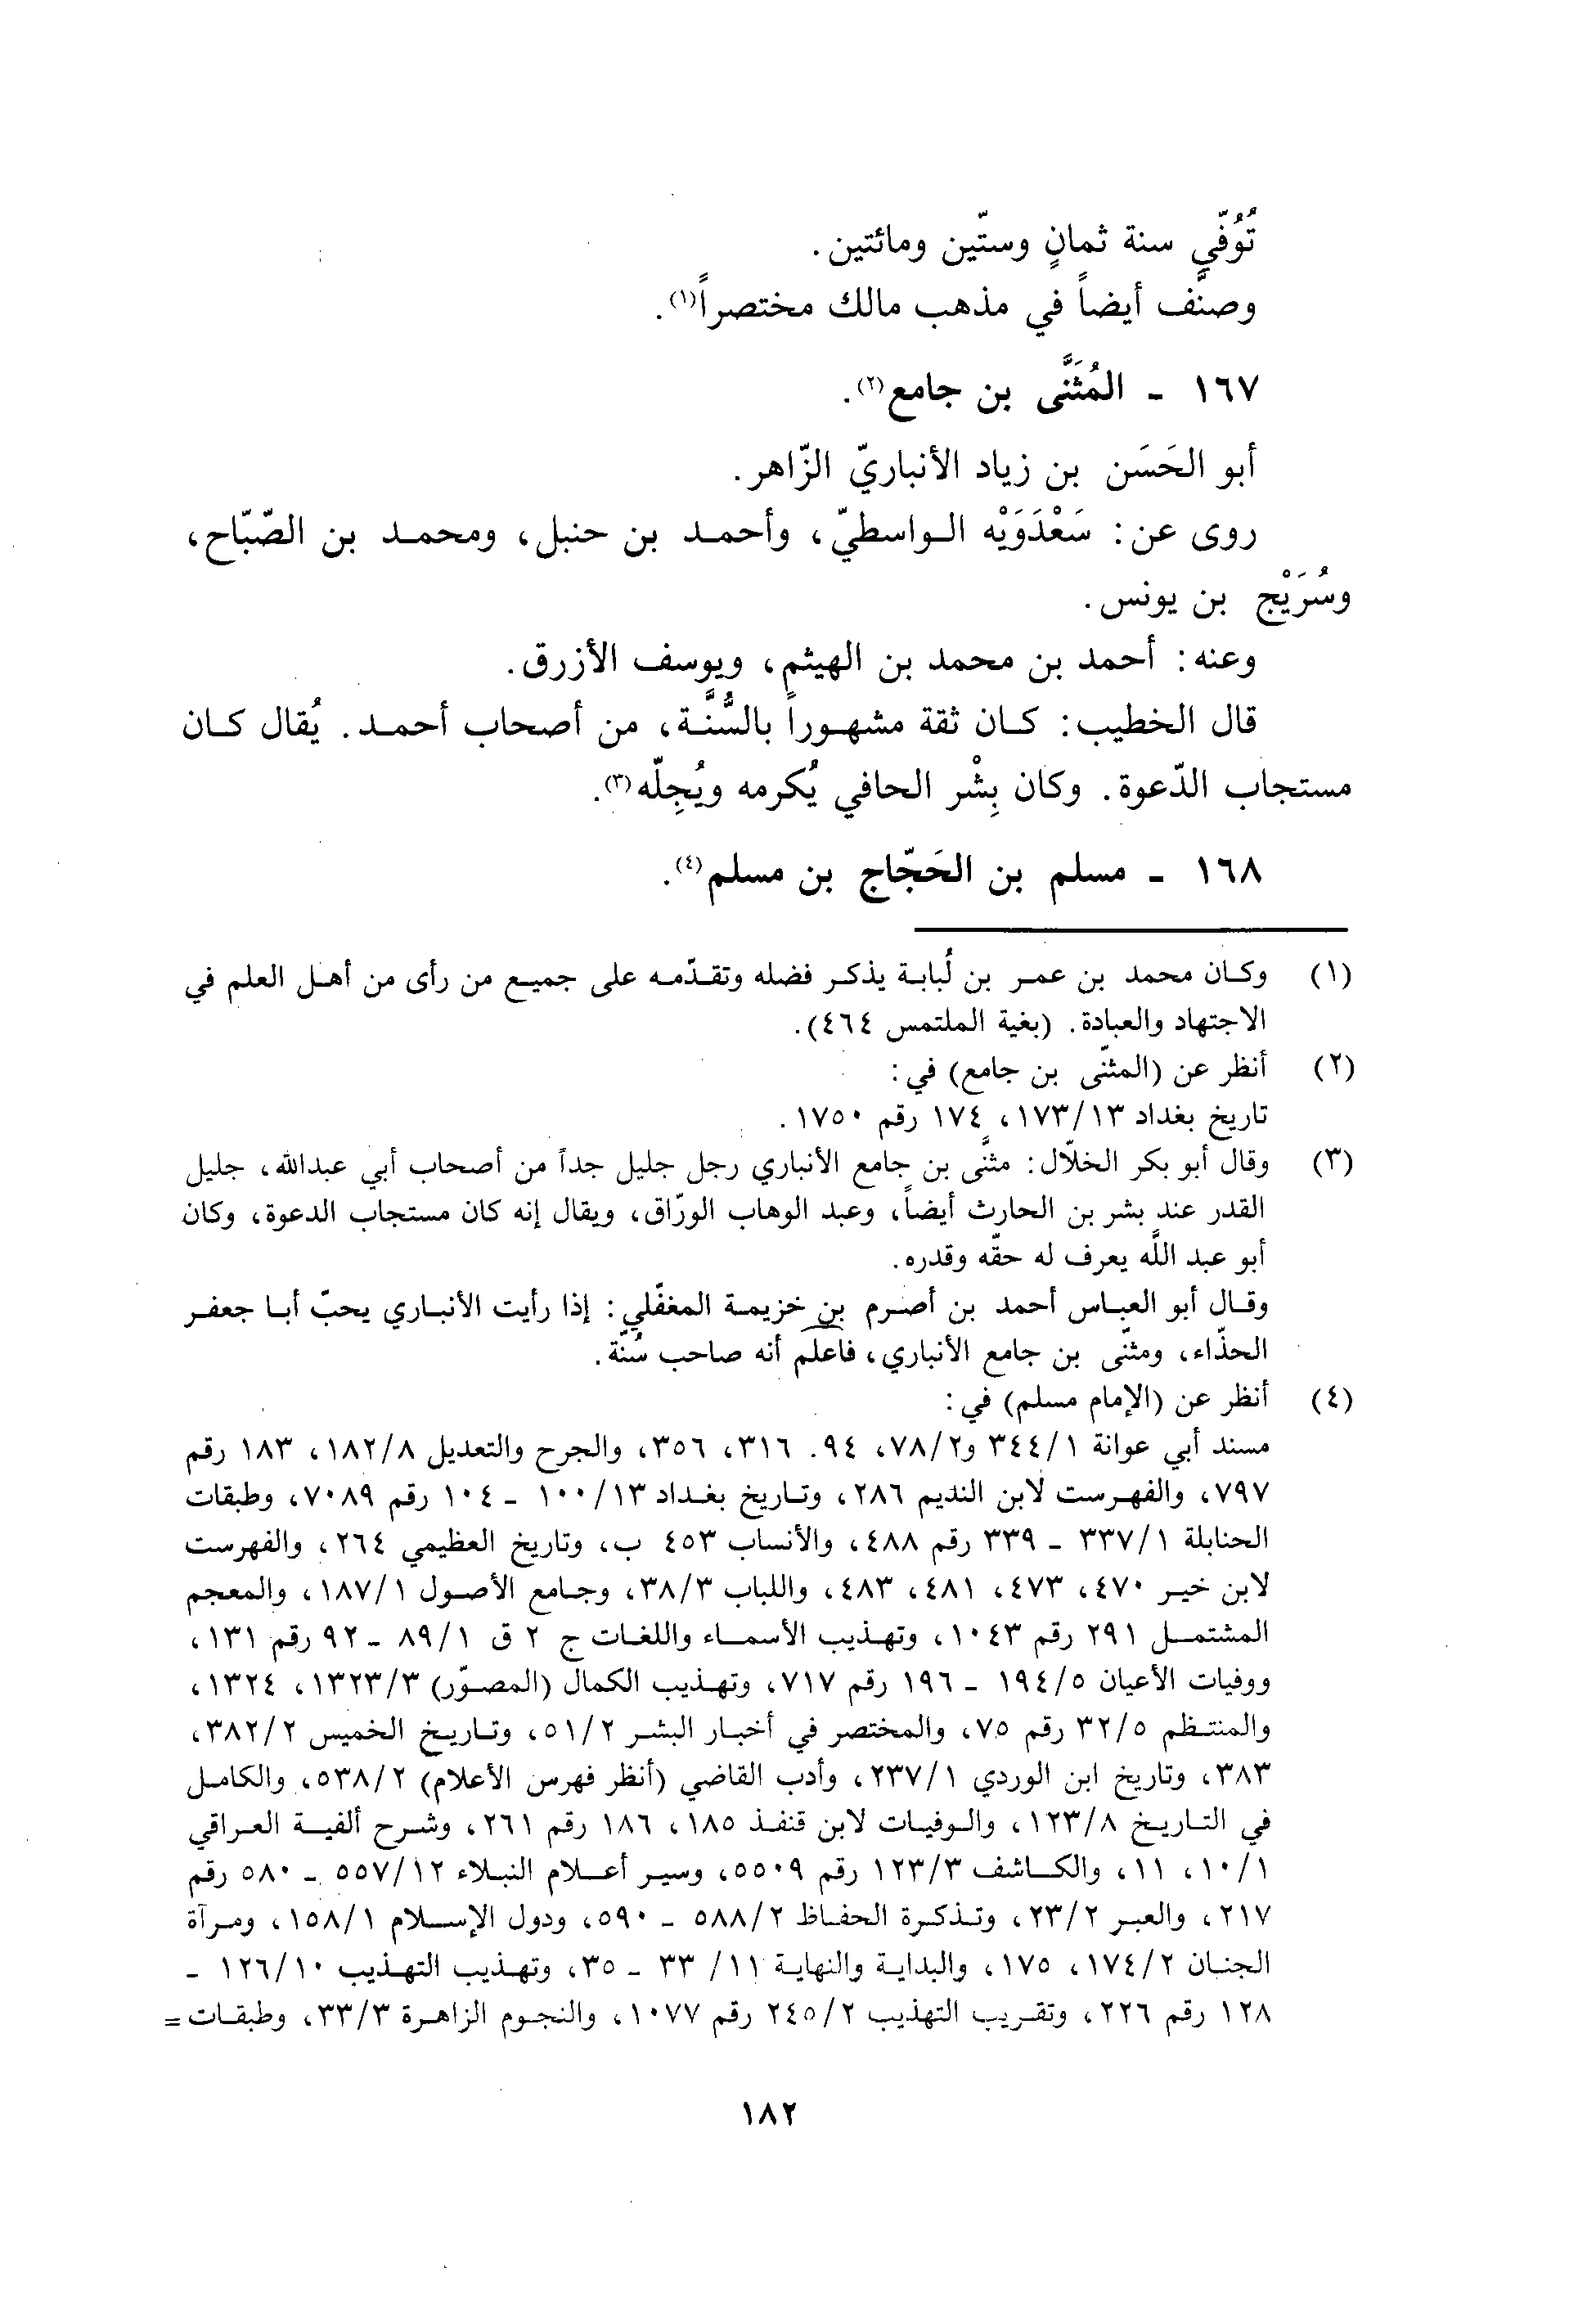 تُوُفّي سنة ثمانٍ وستّين ومائتين.
وصنَّف أيضاً في مذهب مالك مختصراً(١).
١٦٧ - المُثَنَّى بن جامع(٢).
أبو الحَسَن بن زياد الأنباريّ الزّاهر.
روى عن: سَعْدَوَيْه الواسطيّ، وأحمد بن حنبل، ومحمد بن الصّبّاح،
وسُرَيْج بن يونس.
وعنه: أحمد بن محمد بن الهيثم، ويوسف الأزرق.
قال الخطيب: كان ثقة مشهوراً بالسُّنَّة، من أصحاب أحمد. يُقال كان
مستجاب الدّعوة. وكان بِشْر الحافي يُكرمه ويُجِلّه(٣).
١٦٨ - مسلم بن الحَجّاج بن مسلم(٤).
(١) وكان محمد بن عمر بن لُبابة يذكر فضله وتقدّمه على جميع من رأى من أهل العلم في
الاجتهاد والعبادة. (بغية الملتمس ٤٦٤).
(٢) أنظر عن (المثنّى بن جامع) في:
تاريخ بغداد ١٧٣/١٣، ١٧٤ رقم ١٧٥٠.
(٣) وقال أبو بكر الخلّال: مثنَّى بن جامع الأنباري رجل جليل جداً من أصحاب أبي عبدالله، جليل
القدر عند بشر بن الحارث أيضاً، وعبد الوهاب الورّاق، ويقال إنه كان مستجاب الدعوة، وكان
أبو عبد اللَّه يعرف له حقّه وقدره.
وقال أبو العباس أحمد بن أصرم بن خزيمة المغفّلي: إذا رأيت الأنباري يحبّ أبا جعفر
الحذّاء، ومثنّى بن جامع الأنباري، فاعلم أنه صاحب سُنّة.
(٤) أنظر عن (الإمام مسلم) في:
مسند أبي عوانة ٣٤٤/١ و٧٨/٢، ٩٤. ٣١٦، ٣٥٦، والجرح والتعديل ١٨٢/٨، ١٨٣ رقم
٧٩٧، والفهرست لابن النديم ٢٨٦، وتاريخ بغداد ١٠٠/١٣ - ١٠٤ رقم ٧٠٨٩، وطبقات
الحنابلة ٣٣٧/١ - ٣٣٩ رقم ٤٨٨، والأنساب ٤٥٣ ب، وتاريخ العظيمي ٢٦٤، والفهرست
لابن خير ٤٧٠، ٤٧٣، ٤٨١، ٤٨٣، واللباب ٣٨/٣، وجامع الأصول ١٨٧/١، والمعجم
المشتمل ٢٩١ رقم ١٠٤٣، وتهذيب الأسماء واللغات ج ٢ ق ٨٩/١ - ٩٢ رقم ١٣١،
ووفيات الأعيان ١٩٤/٥ - ١٩٦ رقم ٧١٧، وتهذيب الكمال (المصوّر) ١٣٢٣/٣، ١٣٢٤،
والمنتظم ٣٢/٥ رقم ٧٥، والمختصر في أخبار البشر ٥١/٢، وتاريخ الخميس ٣٨٢/٢،
٣٨٣، وتاريخ ابن الوردي ٢٣٧/١، وأدب القاضي (أنظر فهرس الأعلام) ٥٣٨/٢، والكامل
في التاريخ ١٢٣/٨، والوفيات لابن قنفذ ١٨٥، ١٨٦ رقم ٢٦١، وشرح ألفية العراقي
١٠/١، ١١، والكاشف ١٢٣/٣ رقم ٥٥٠٩، وسير أعلام النبلاء ٥٥٧/١٢ - ٥٨٠ رقم
٢١٧، والعبر ٢٣/٢، وتذكرة الحفاظ ٥٨٨/٢ - ٥٩٠، ودول الإسلام ١٥٨/١، ومرآة
الجنان ١٧٤/٢، ١٧٥، والبداية والنهاية ١١/ ٣٣ - ٣٥، وتهذيب التهذيب ١٢٦/١٠ -
١٢٨ رقم ٢٢٦، وتقريب التهذيب ٢٤٥/٢ رقم ١٠٧٧، والنجوم الزاهرة ٣٣/٣، وطبقات =
١٨٢